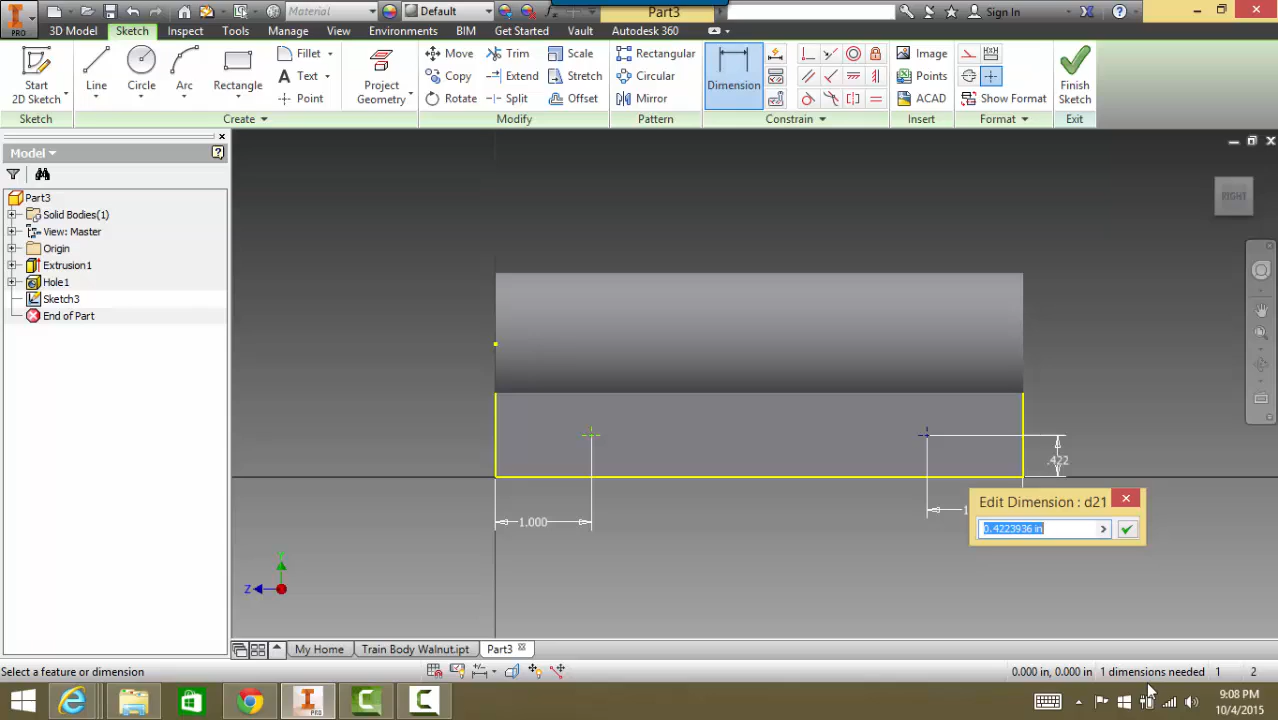 Material
Default
Part3
Sign In
PRO
3D Model
Sketch
Inspect
Tools
Manage
View
Environments
BIM
Get Started
Vault
Autodesk 360
Start
2D Sketch
Line
Circle
Arc
Rectangle
Fillet
Text
Point
Project
Geometry
Move
Copy
Rotate
Trim
Extend
Split
Scale
Stretch
Offset
Rectangular
Circular
Mirror
Dimension
Image
Points
ACAD
Show Format
Finish
Sketch
Sketch
Create
Modify
Pattern
Constrain
Insert
Format
Exit
Model
Part3
Solid Bodies(1)
View: Master
Origin
Extrusion1
Hole1
Sketch3
End of Part
RIGHT
.422
1.000
1
Edit Dimension : d21
0.4223936 in
Y
Z
My Home
Train Body Walnut.ipt
Part3
Select a feature or dimension
0.000 in, 0.000 in
1 dimensions needed
1
2
PRO
9:08 PM
10/4/2015